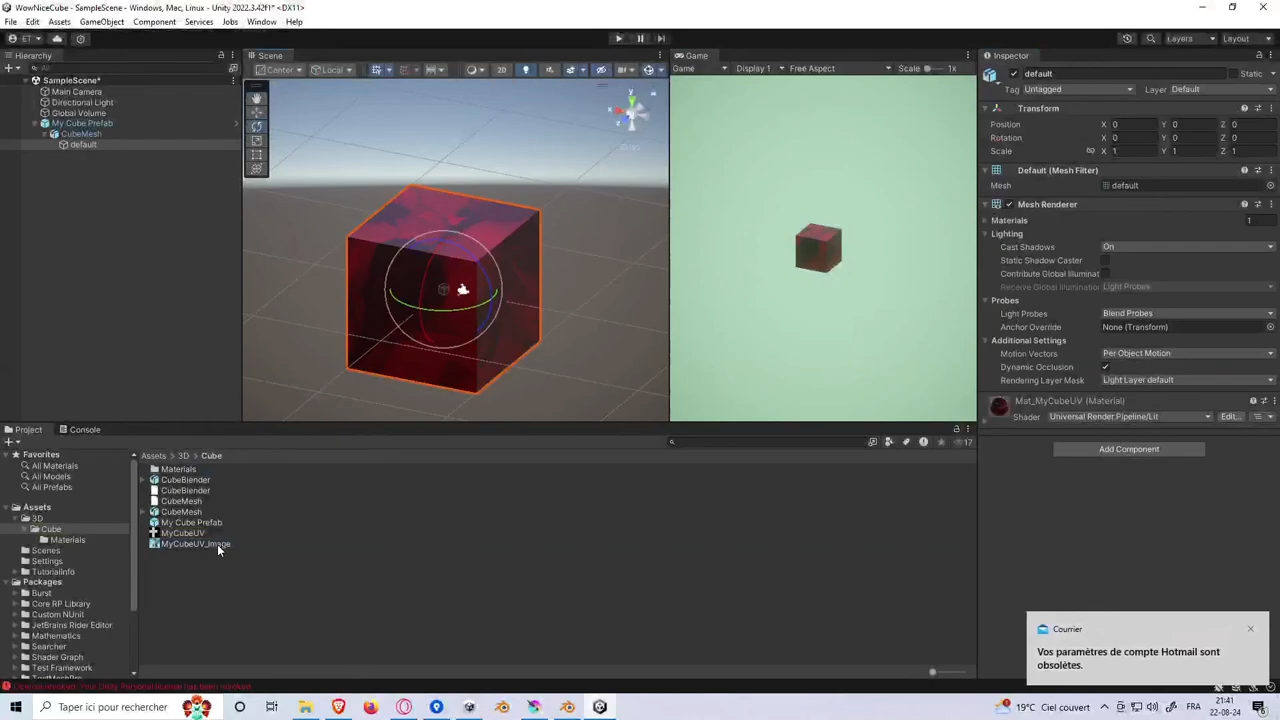 WowNiceCube - SampleScene - Windows, Mac, Linux - Unity 2022.3.42f1* <DX11>
File Edit Assets GameObject Component Services Jobs Window Help
ET
Layers Layout
Hierarchy
All
SampleScene*
Main Camera
Directional Light
Global Volume
My Cube Prefab
CubeMesh
default
Scene
Center Local 2D
y
Iso
Game
Game Display 1 Free Aspect Scale 1x
Inspector
default Static
Tag Untagged Layer Default
Transform
Position X 0 Y 0 Z 0
Rotation X 0 Y 0 Z 0
Scale X 1 Y 1 Z 1
Default (Mesh Filter)
Mesh default
Mesh Renderer
Materials 1
Lighting
Cast Shadows On
Static Shadow Caster
Contribute Global Illuminat
Receive Global Illumination Light Probes
Probes
Light Probes Blend Probes
Anchor Override None (Transform)
Additional Settings
Motion Vectors Per Object Motion
Dynamic Occlusion
Rendering Layer Mask Light Layer default
Mat_MyCubeUV (Material)
Shader Universal Render Pipeline/Lit Edit...
Add Component
Project Console
17
Favorites
All Materials
All Models
All Prefabs
Assets
3D
Cube
Materials
Scenes
Settings
TutorialInfo
Packages
Burst
Core RP Library
Custom NUnit
JetBrains Rider Editor
Mathematics
Searcher
Shader Graph
Test Framework
Assets > 3D > Cube
Materials
CubeBlender
CubeBlender
CubeMesh
CubeMesh
My Cube Prefab
MyCubeUV
MyCubeUV_Image
Courrier
Vos paramètres de compte Hotmail sont
obsolètes.
Taper ici pour rechercher
19°C Ciel couvert
FRA
21:41
22-08-24